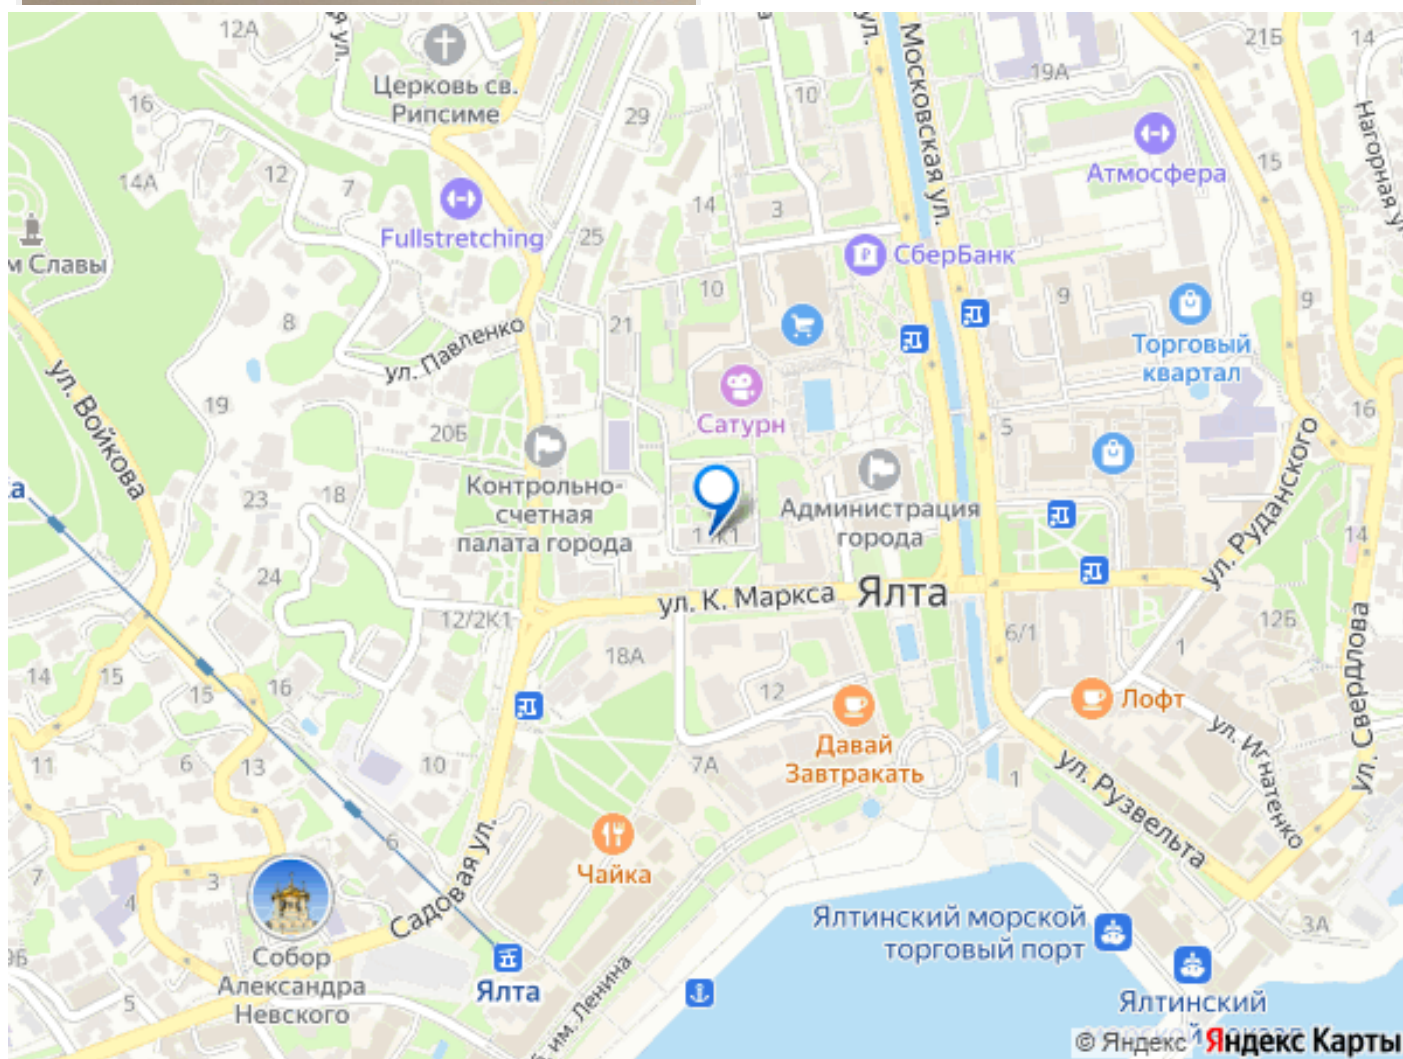 12А
ул.
ул.
Московская ул.
21Б
14
19А
Церковь св.
Рипсиме
10
16
29
Нагорная у
Атмосфера
15
12
14А
7
14
3
Fullstretching
25
СберБанк
м Славы
10
9
9
8
21
ул. Павленко
Торговый
квартал
ул. Войкова
19
16
20Б
Сатурн
5
ка
23
18
Контрольно-
счетная
палата города
Администрация
города
ул. Руданского
14
24
ул. К. Маркса
Ялта
12/2К1
6/1
12Б
18А
1
14
15
15
16
12
Лофт
ул. Свердлова
11
6
13
10
7А
Давай
Завтракать
1
ул. Игнатенко
ул. Рузвельта
6
Чайка
7
3
4
Садовая ул.
Ялтинский морской
торговый порт
3А
9Б
Собор
Александра
Невского
5
Ялта
им. Ленина
Ялтинский
© Яндекс Яндекс Карты